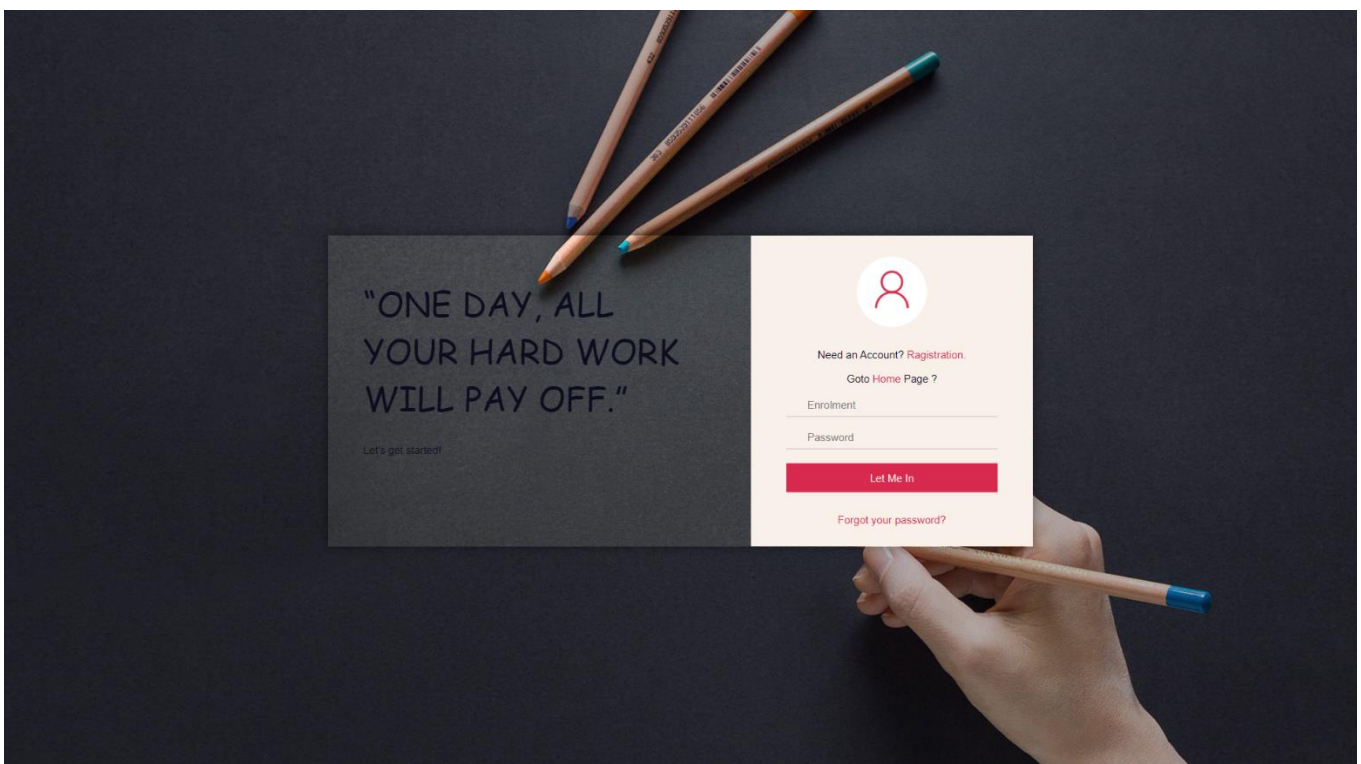 "ONE DAY, ALL
YOUR HARD WORK
WILL PAY OFF."
Let's get started!
Need an Account? Ragistration.
Goto Home Page ?
Enrolment
Password
Let Me In
Forgot your password?